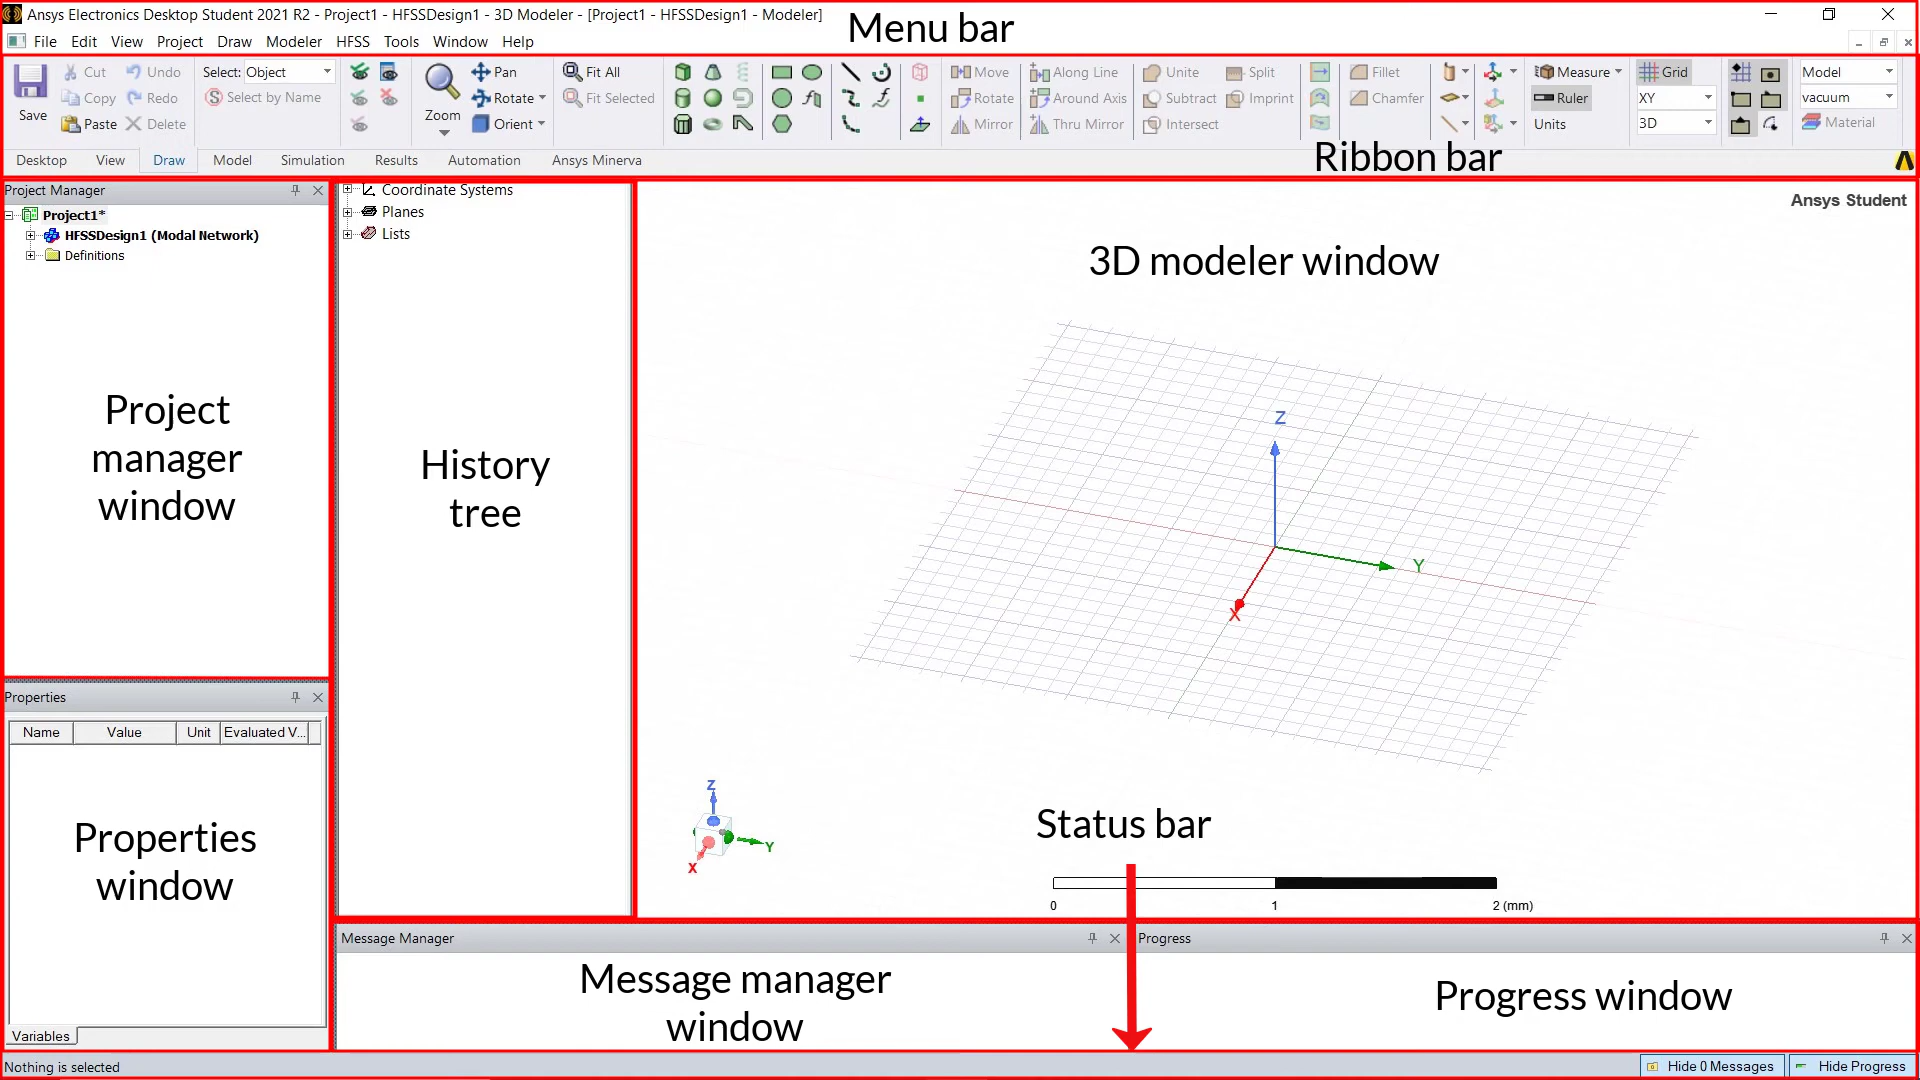 Ansys Electronics Desktop Student 2021 R2 - Project1 - HFSSDesign1 - 3D Modeler - [Project1 - HFSSDesign1 - Modeler]
Menu bar
File Edit View Project Draw Modeler HFSS Tools Window Help
Save
Cut
Copy
Paste
Undo
Redo
Delete
Select: Object
Select by Name
Zoom
Pan
Rotate
Orient
Fit All
Fit Selected
Move
Rotate
Mirror
Along Line
Around Axis
Thru Mirror
Unite
Subtract
Intersect
Split
Imprint
Fillet
Chamfer
Measure
Ruler
Units
Grid
XY
3D
Model
vacuum
Material
Desktop View Draw Model Simulation Results Automation Ansys Minerva
Ribbon bar
Project Manager
Project1*
HFSSDesign1 (Modal Network)
Definitions
Project
manager
window
Coordinate Systems
Planes
Lists
History
tree
Ansys Student
3D modeler window
Z
Y
X
Z
Y
X
Status bar
0 1 2 (mm)
Properties
Name Value Unit Evaluated V...
Properties
window
Variables
Message Manager
Message manager
window
Progress
Progress window
Nothing is selected
Hide 0 Messages
Hide Progress